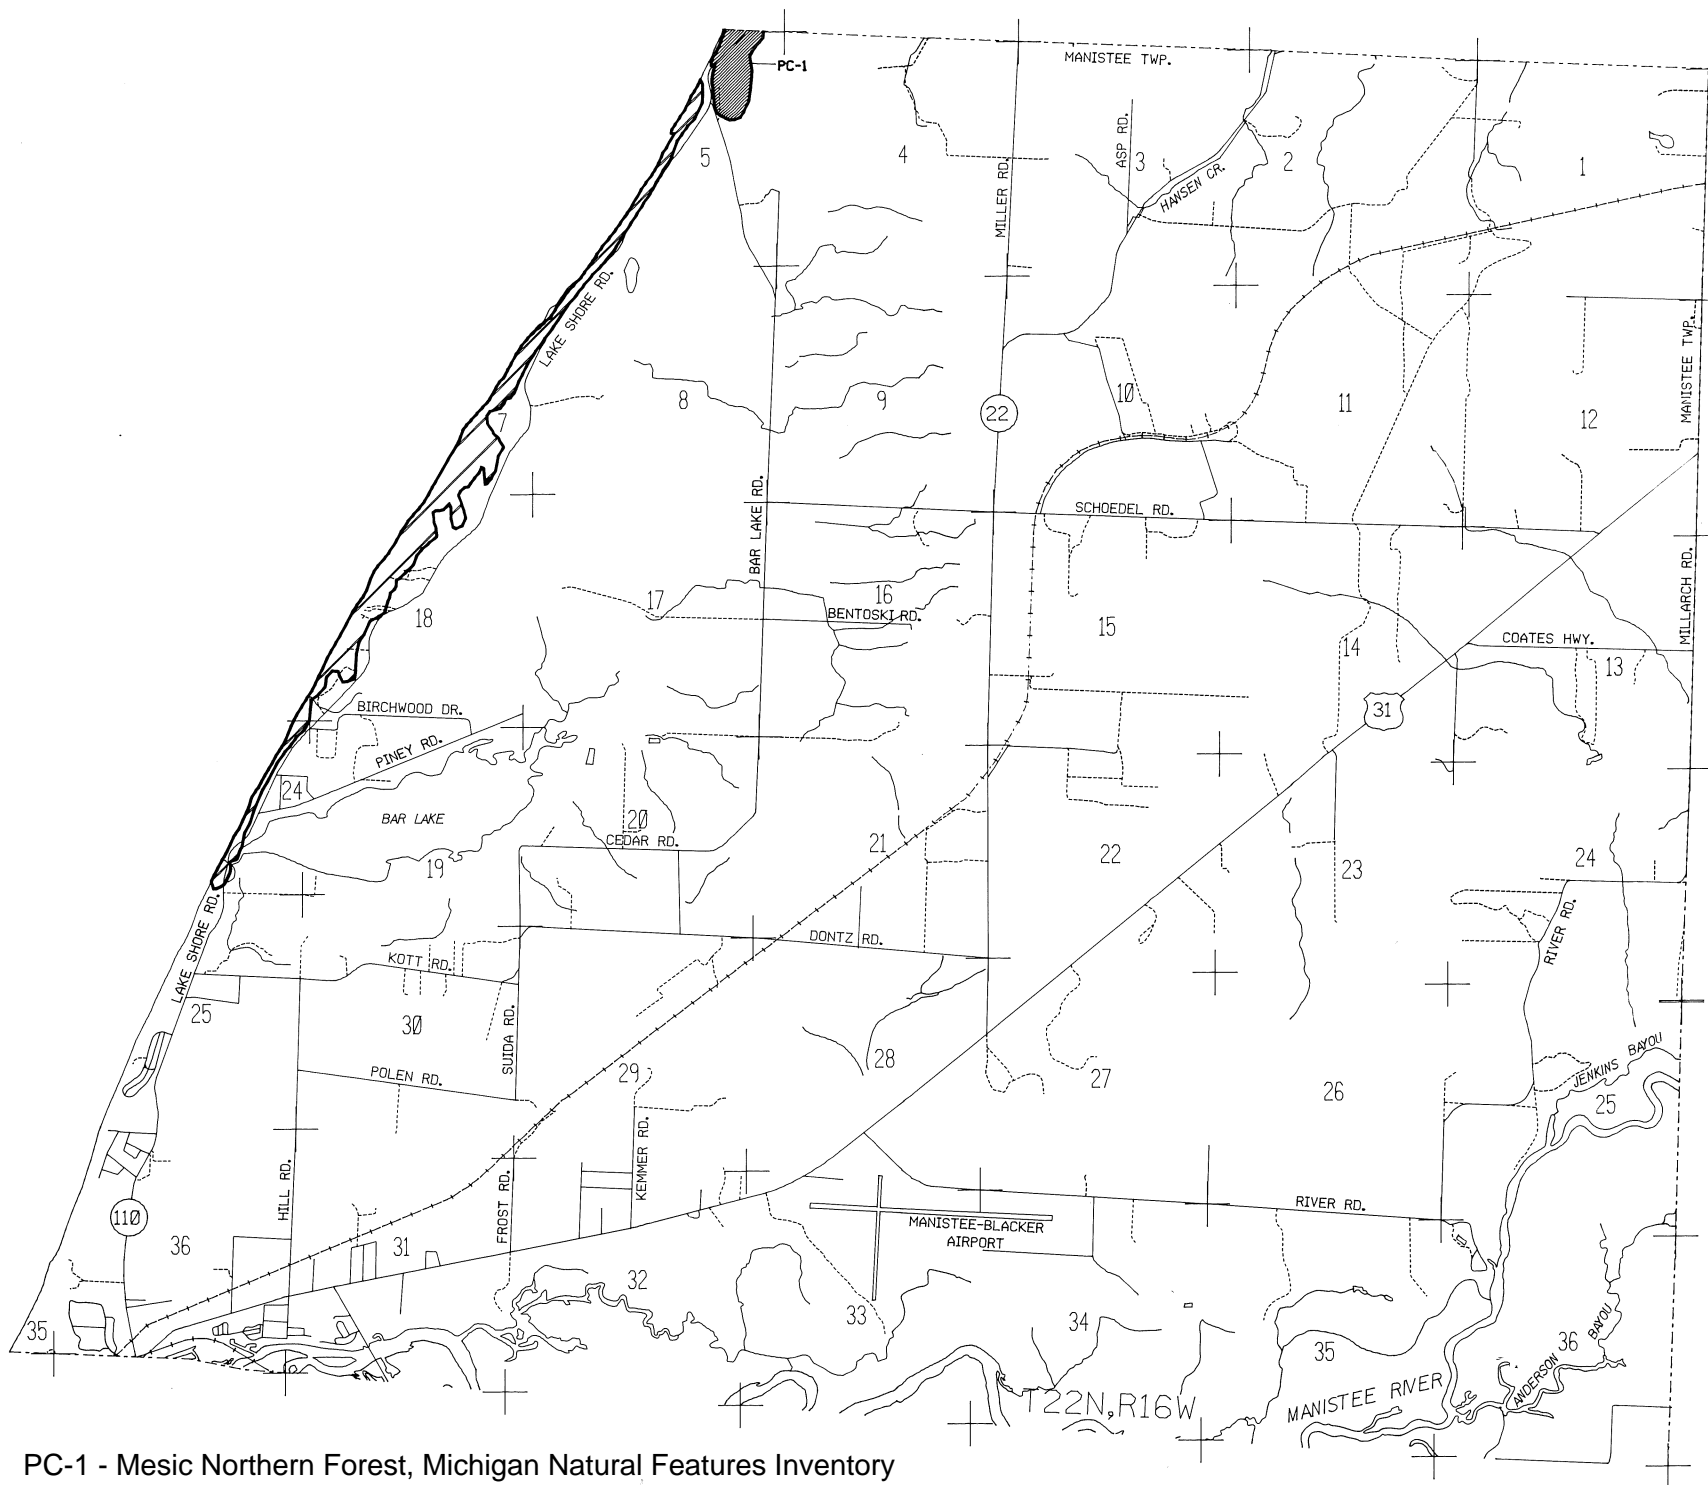 PC-1
MANISTEE TWP.
5
4
MILLER RD.
ASP RD.
3
HANSEN CR.
2
1
LAKE SHORE RD.
7
8
9
22
10
11
12
MANISTEE TWP.
BAR LAKE RD.
SCHOEDEL RD.
MILLARCH RD.
18
17
16
BENTOSKI RD.
15
14
COATES HWY.
13
31
BIRCHWOOD DR.
PINEY RD.
24
BAR LAKE
19
20
CEDAR RD.
21
22
23
24
LAKE SHORE RD.
KOTT RD.
DONTZ RD.
RIVER RD.
25
30
SUIDA RD.
POLEN RD.
29
28
27
26
JENKINS BAYOU
25
HILL RD.
FROST RD.
KEMMER RD.
110
36
31
32
MANISTEE-BLACKER
AIRPORT
RIVER RD.
33
34
35
35
36
ANDERSON BAYOU
MANISTEE RIVER
T22N,R16W
PC-1 - Mesic Northern Forest, Michigan Natural Features Inventory